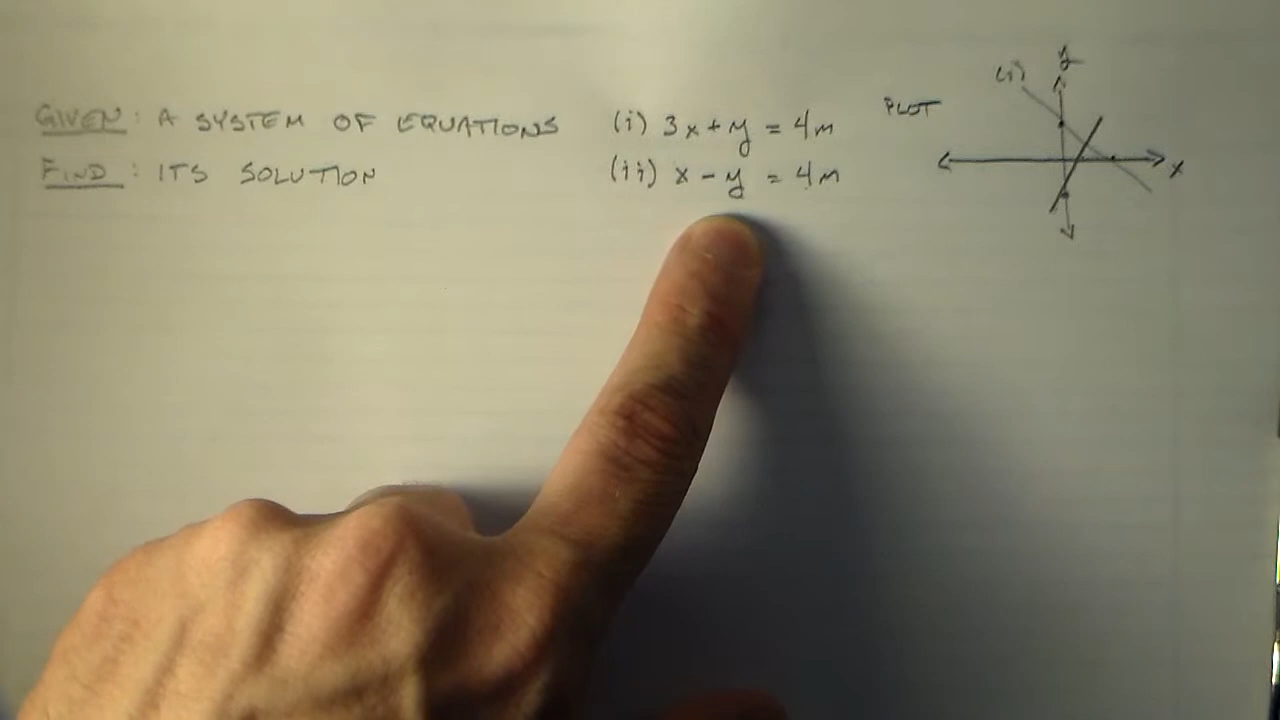 GIVEN: A SYSTEM OF EQUATIONS (i) 3x + y = 4m
FIND: ITS SOLUTION (ii) x - y = 4m
PLOT
(i)
y
x